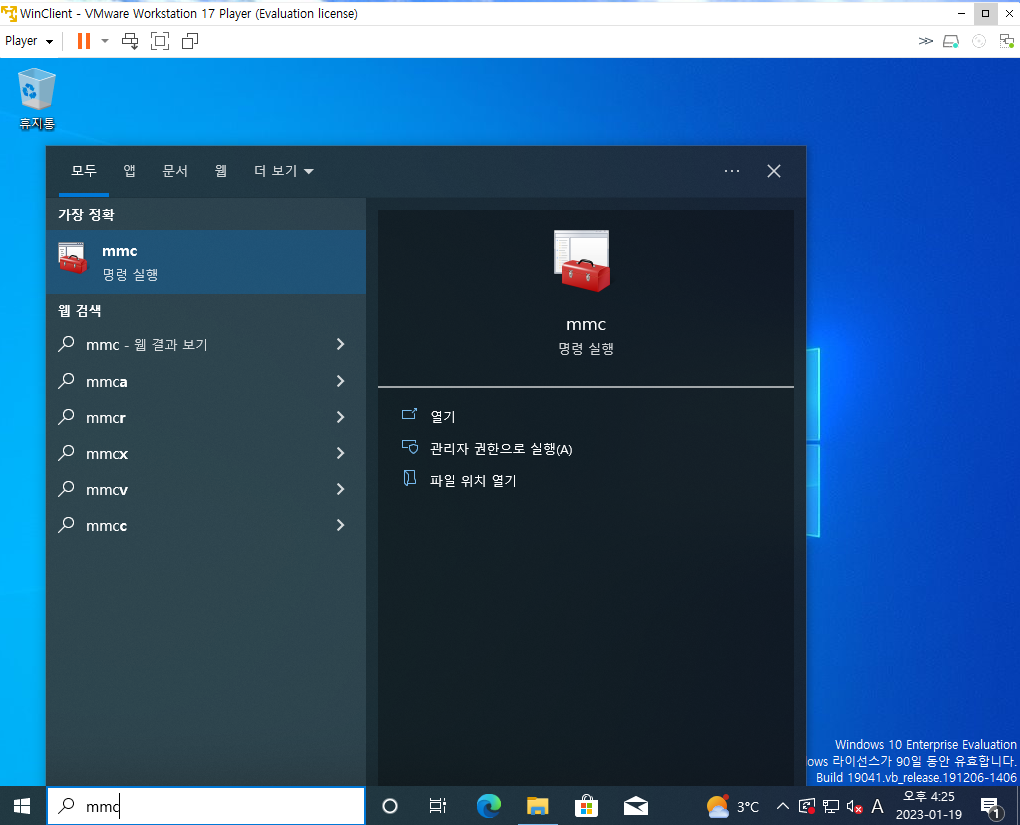 WinClient - VMware Workstation 17 Player (Evaluation license)
Player
휴지통
모두 앱 문서 웹 더 보기
가장 정확
mmc
명령 실행
웹 검색
mmc - 웹 결과 보기
mmca
mmcr
mmcx
mmcv
mmcc
mmc
명령 실행
열기
관리자 권한으로 실행(A)
파일 위치 열기
Windows 10 Enterprise Evaluation
ows 라이선스가 90일 동안 유효합니다.
Build 19041.vb_release.191206-1406
mmc
3°C
A
오후 4:25
2023-01-19
1